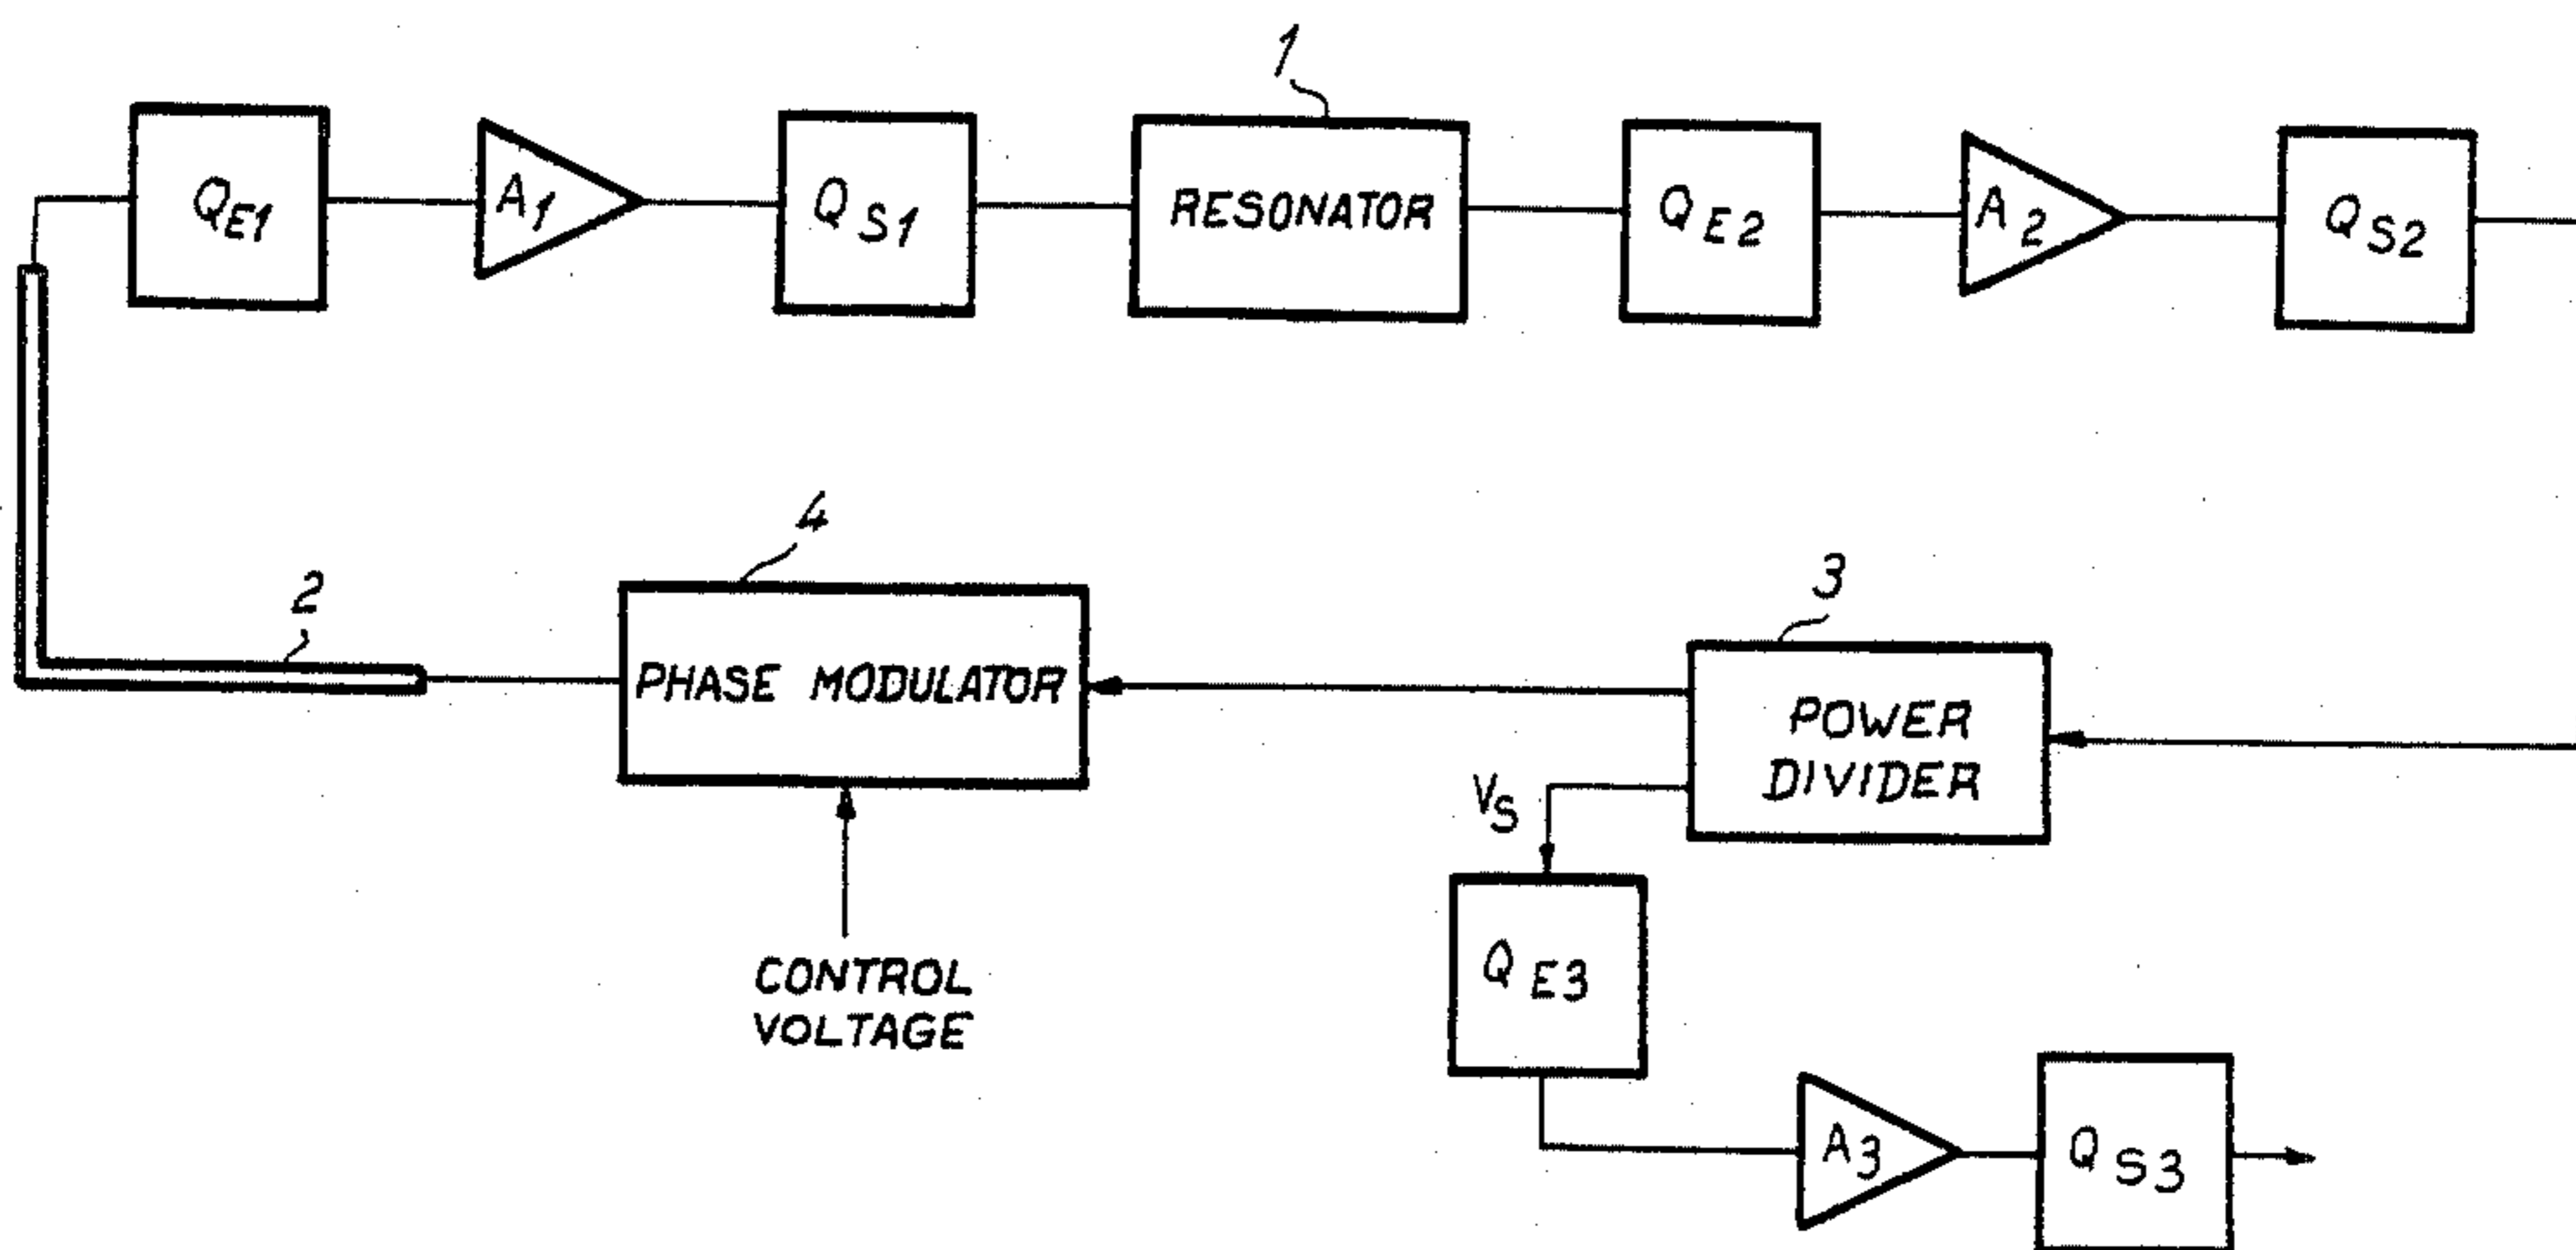 1
QE1
A1
QS1
RESONATOR
QE2
A2
QS2
2
4
3
PHASE MODULATOR
POWER
DIVIDER
VS
CONTROL
VOLTAGE
QE3
A3
QS3